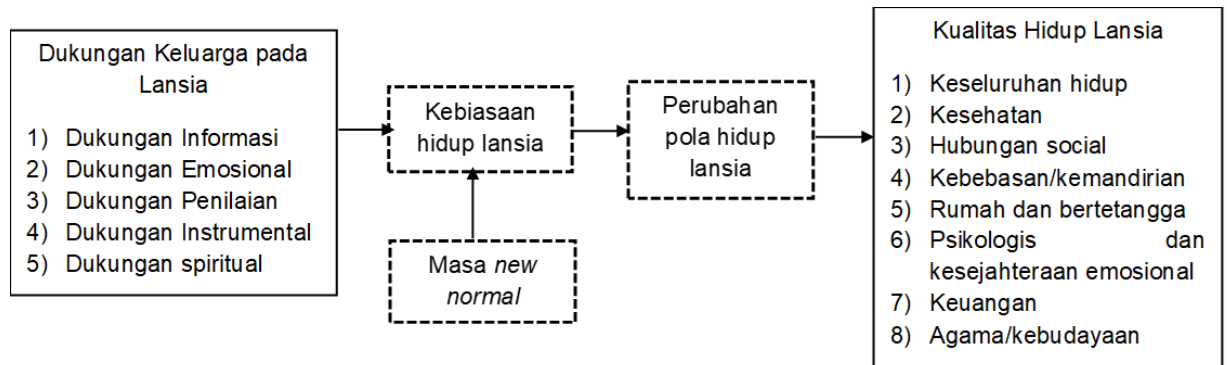 Dukungan Keluarga pada
Lansia
1) Dukungan Informasi
2) Dukungan Emosional
3) Dukungan Penilaian
4) Dukungan Instrumental
5) Dukungan spiritual
Kebiasaan
hidup lansia
Masa new
normal
Perubahan
pola hidup
lansia
Kualitas Hidup Lansia
1) Keseluruhan hidup
2) Kesehatan
3) Hubungan social
4) Kebebasan/kemandirian
5) Rumah dan bertetangga
6) Psikologis dan
kesejahteraan emosional
7) Keuangan
8) Agama/kebudayaan